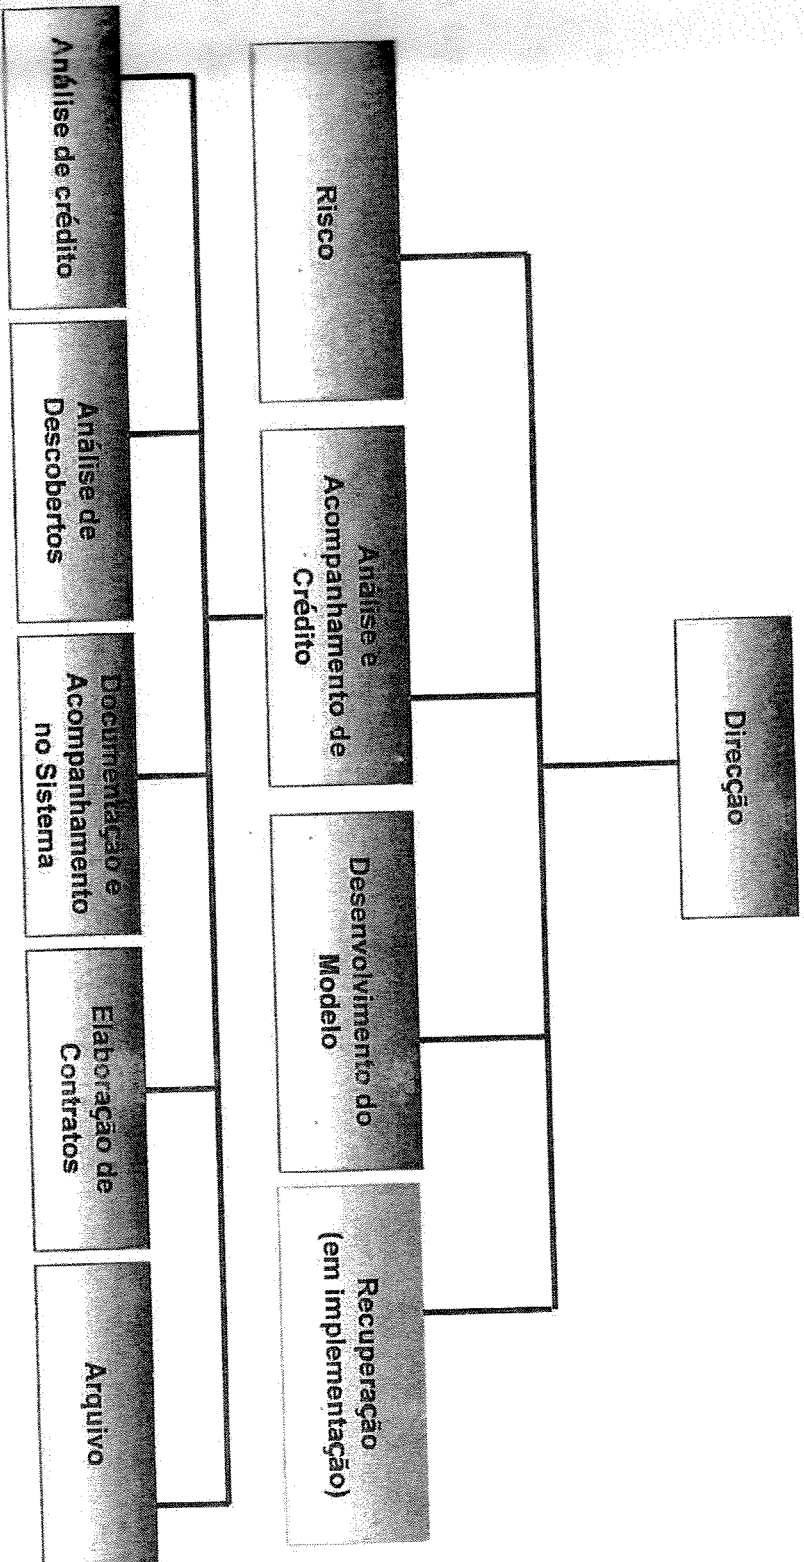 Direcção
Risco
Análise e
Acompanhamento de
Crédito
Desenvolvimento do
Modelo
Recuperação
(em implementação)
Análise de crédito
Análise de
Descobertos
Documentação e
Acompanhamento
no Sistema
Elaboração de
Contratos
Arquivo